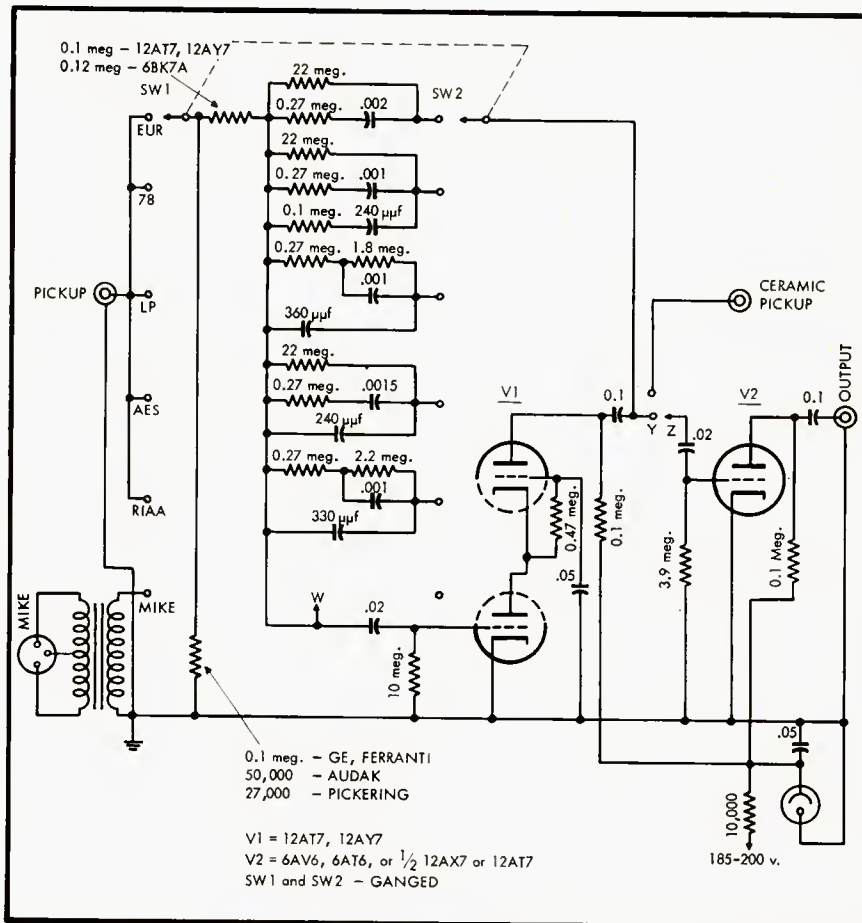 0.1 meg – 12AT7, 12AY7
0.12 meg – 6BK7A
SW1
EUR
78
PICKUP
LP
AES
RIAA
MIKE
MIKE
22 meg.
0.27 meg.
.002
SW2
22 meg.
0.27 meg.
.001
0.1 meg.
240 μμf
0.27 meg.
1.8 meg.
.001
360 μμf
22 meg.
0.27 meg.
.0015
240 μμf
0.27 meg.
2.2 meg.
.001
330 μμf
W
.02
10 meg.
V1
0.47 meg.
.05
0.1 meg.
0.1
Y
Z
CERAMIC
PICKUP
.02
V2
0.1
OUTPUT
3.9 meg.
0.1 Meg.
.05
10,000
185-200 v.
0.1 meg. – GE, FERRANTI
50,000 – AUDAK
27,000 – PICKERING
V1 = 12AT7, 12AY7
V2 = 6AV6, 6AT6, or 1/2 12AX7 or 12AT7
SW1 and SW2 – GANGED